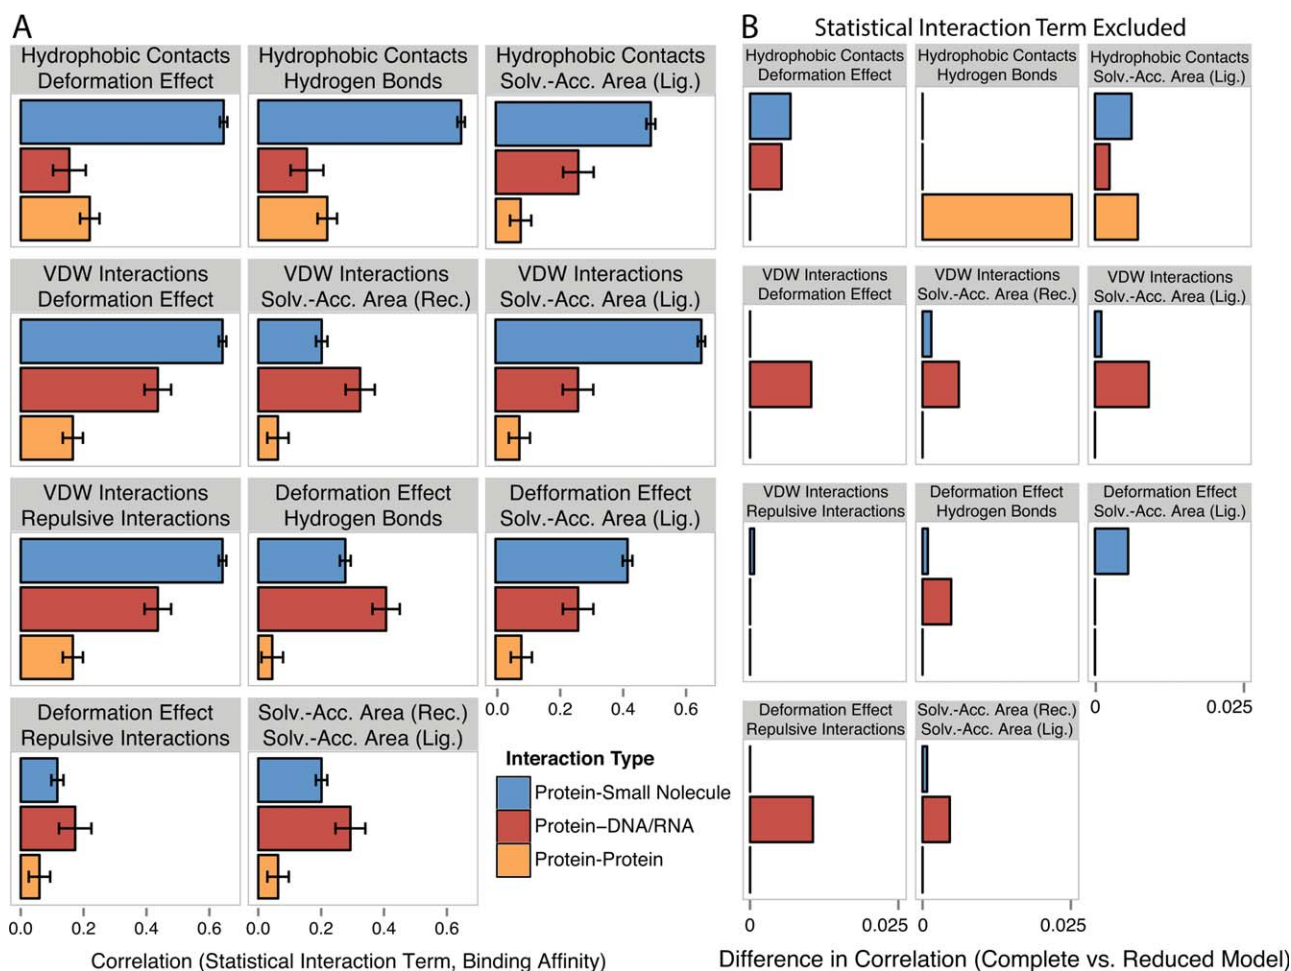 A
Hydrophobic Contacts
Deformation Effect
Hydrophobic Contacts
Hydrogen Bonds
Hydrophobic Contacts
Solv.-Acc. Area (Lig.)
VDW Interactions
Deformation Effect
VDW Interactions
Solv.-Acc. Area (Rec.)
VDW Interactions
Solv.-Acc. Area (Lig.)
VDW Interactions
Repulsive Interactions
Deformation Effect
Hydrogen Bonds
Defformation Effect
Solv.-Acc. Area (Lig.)
0.0 0.2 0.4 0.6
Deformation Effect
Repulsive Interactions
Solv.-Acc. Area (Rec.)
Solv.-Acc. Area (Lig.)
Interaction Type
Protein-Small Nolecule
Protein–DNA/RNA
Protein-Protein
0.0 0.2 0.4 0.6
0.0 0.2 0.4 0.6
Correlation (Statistical Interaction Term, Binding Affinity)
B
Statistical Interaction Term Excluded
Hydrophobic Contacts
Deformation Effect
Hydrophobic Contacts
Hydrogen Bonds
Hydrophobic Contacts
Solv.-Acc. Area (Lig.)
VDW Interactions
Deformation Effect
VDW Interactions
Solv.-Acc. Area (Rec.)
VDW Interactions
Solv.-Acc. Area (Lig.)
VDW Interactions
Repulsive Interactions
Deformation Effect
Hydrogen Bonds
Deformation Effect
Solv.-Acc. Area (Lig.)
0 0.025
Deformation Effect
Repulsive Interactions
Solv.-Acc. Area (Rec.)
Solv.-Acc. Area (Lig.)
0 0.025
0 0.025
Difference in Correlation (Complete vs. Reduced Model)